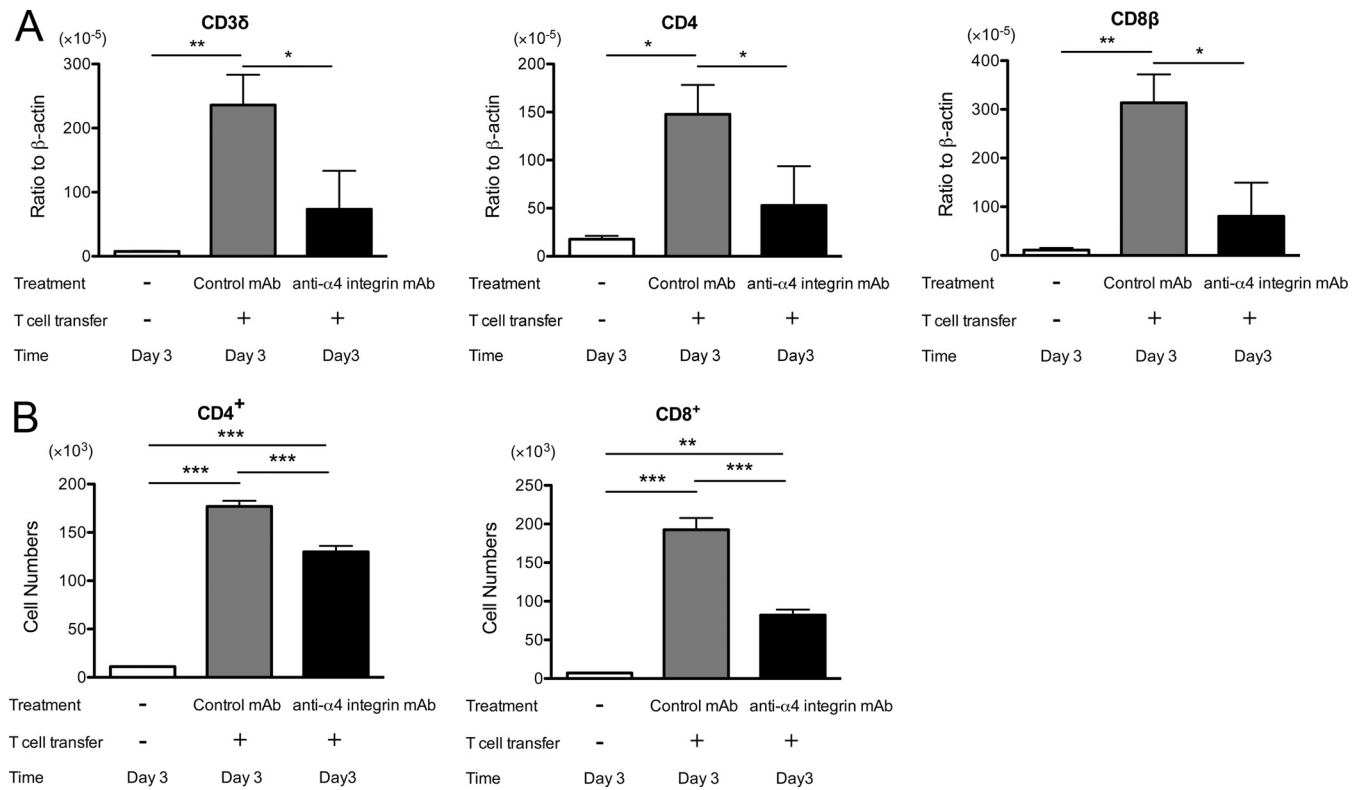 A
CD3δ
(×10-5)
** *
300
200
100
0
Ratio to β-actin
Treatment - Control mAb anti-α4 integrin mAb
T cell transfer - + +
Time Day 3 Day 3 Day3
CD4
(×10-5)
* *
200
150
100
50
0
Ratio to β-actin
Treatment - Control mAb anti-α4 integrin mAb
T cell transfer - + +
Time Day 3 Day 3 Day3
CD8β
(×10-5)
** *
400
300
400
100
0
Ratio to β-actin
Treatment - Control mAb anti-α4 integrin mAb
T cell transfer - + +
Time Day 3 Day 3 Day3
B
CD4+
(×103)
***
*** ***
200
150
100
50
0
Cell Numbers
Treatment - Control mAb anti-α4 integrin mAb
T cell transfer - + +
Time Day 3 Day 3 Day3
CD8+
(×103)
**
*** ***
250
200
150
100
50
0
Cell Numbers
Treatment - Control mAb anti-α4 integrin mAb
T cell transfer - + +
Time Day 3 Day 3 Day3